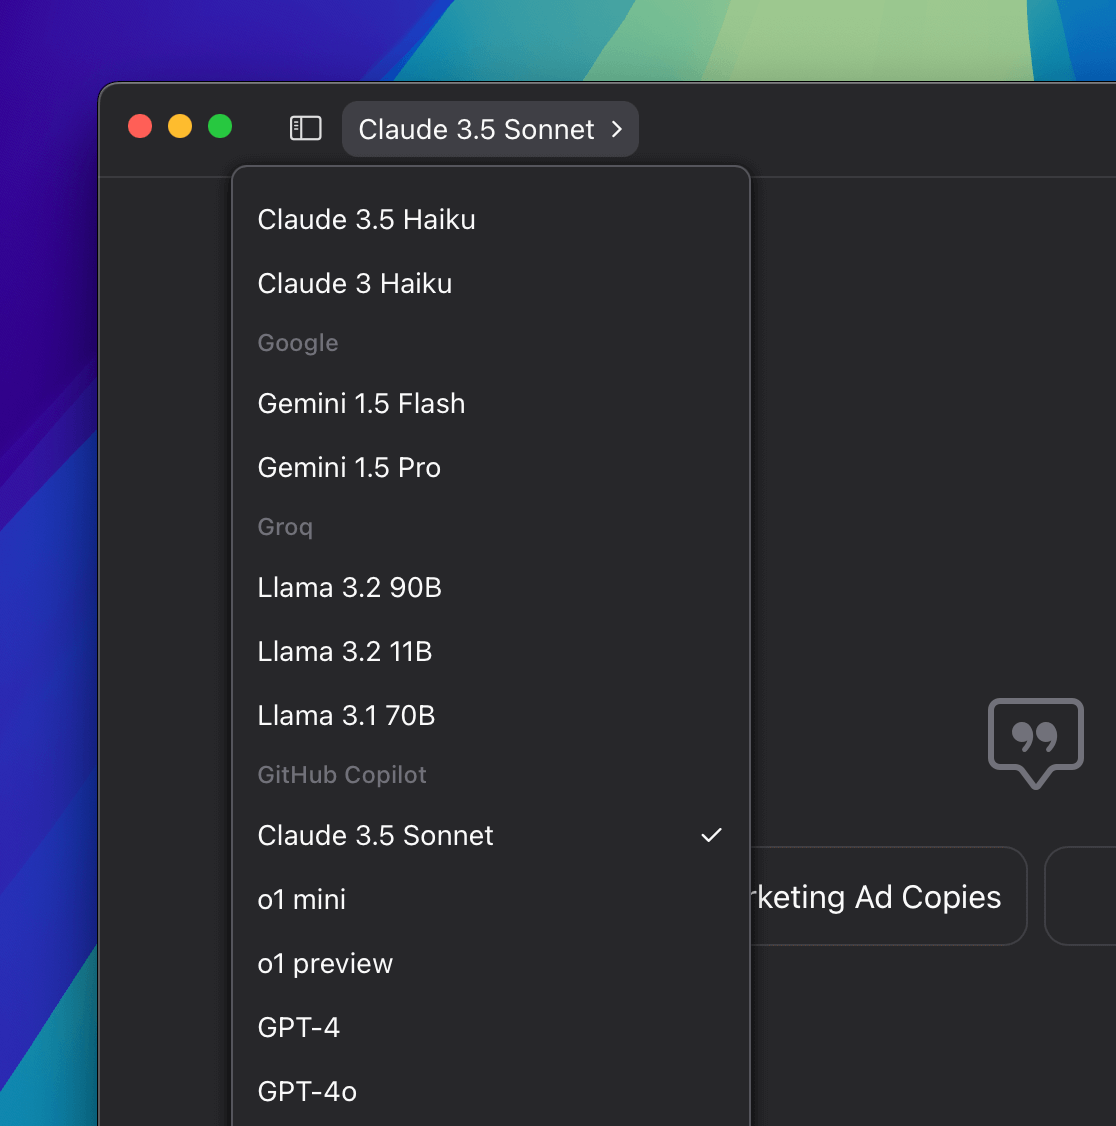 Claude 3.5 Sonnet
Claude 3.5 Haiku
Claude 3 Haiku
Google
Gemini 1.5 Flash
Gemini 1.5 Pro
Groq
Llama 3.2 90B
Llama 3.2 11B
Llama 3.1 70B
GitHub Copilot
Claude 3.5 Sonnet
rketing Ad Copies
o1 mini
o1 preview
GPT-4
GPT-4o